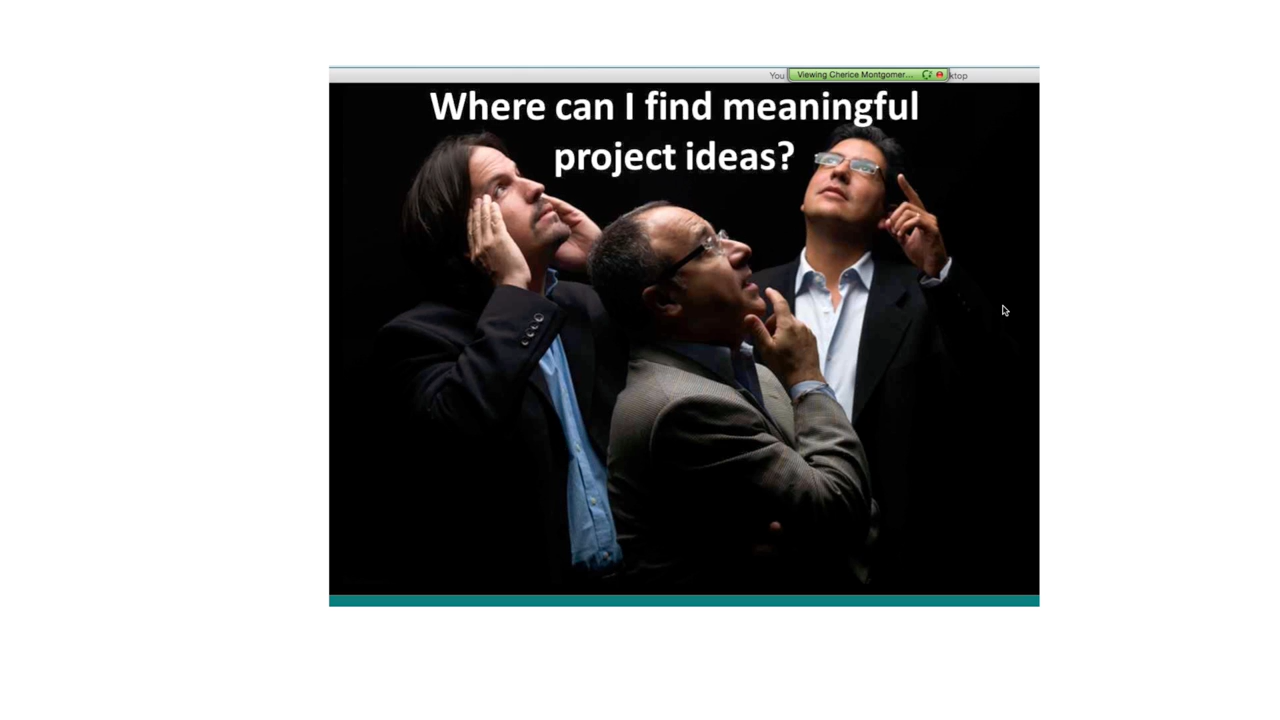 You
Viewing Cherice Montgomer...
ktop
Where can I find meaningful
project ideas?